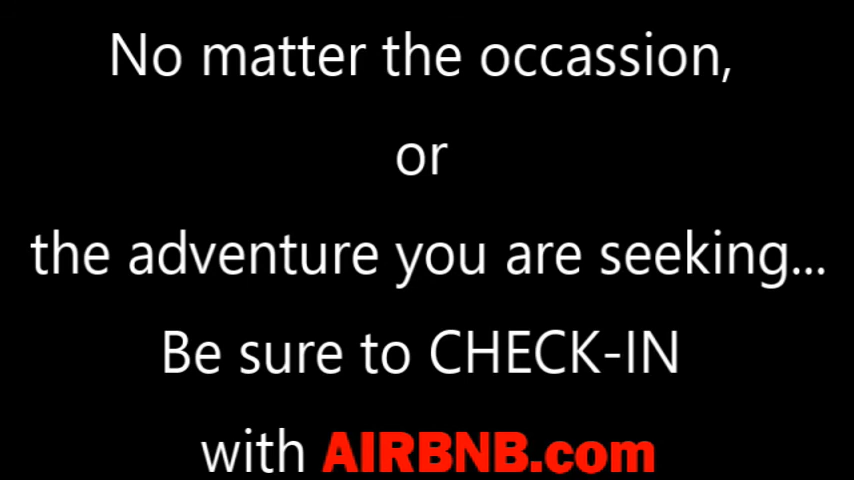 No matter the occassion,
or
the adventure you are seeking...
Be sure to CHECK-IN
with AIRBNB.com